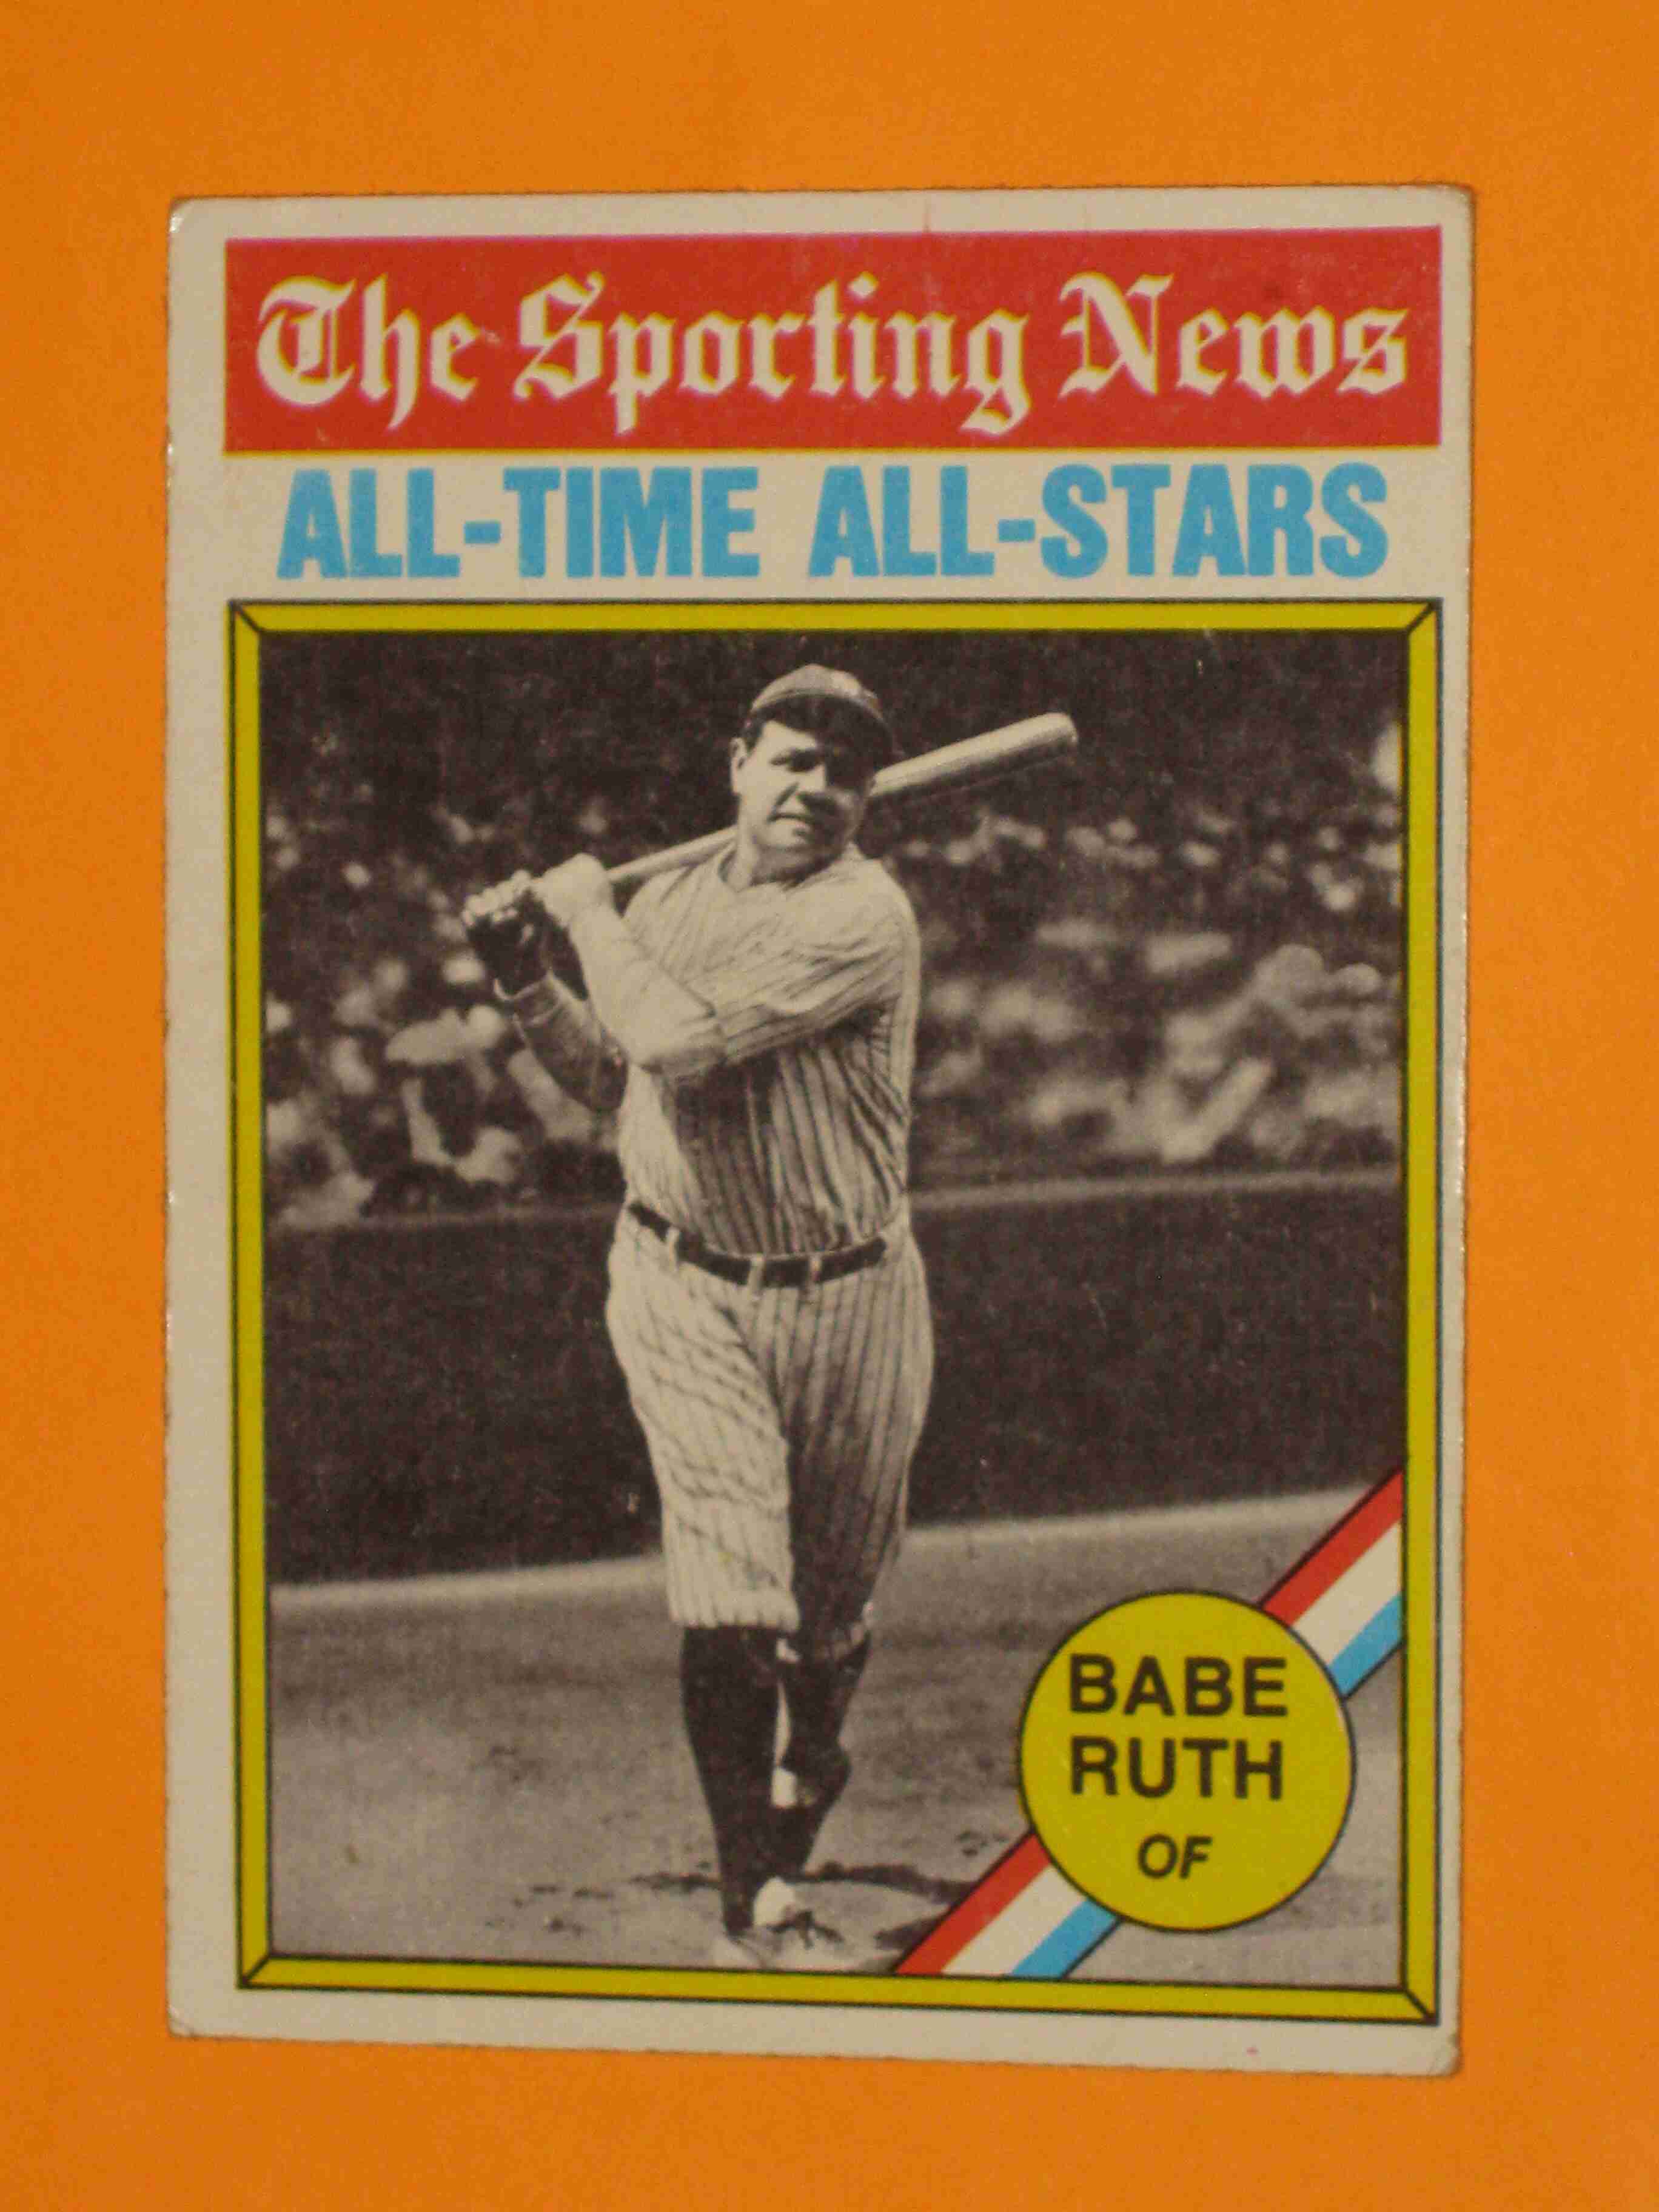 The Sporting News
ALL-TIME ALL-STARS
BABE
RUTH
OF